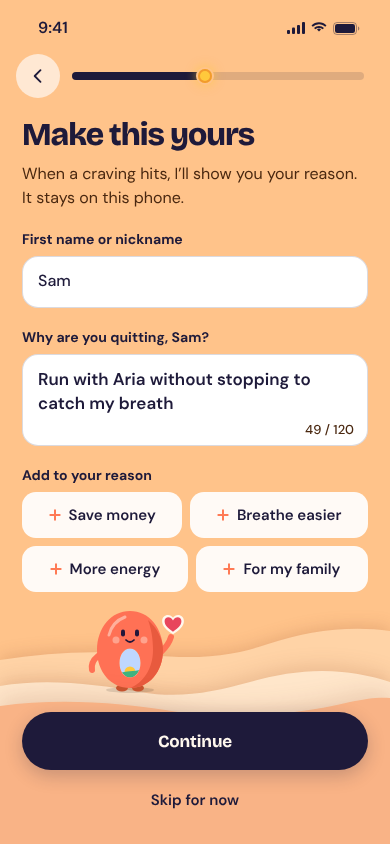 9:41
Make this yours
When a craving hits, I’ll show you your reason.
It stays on this phone.
First name or nickname
Sam
Why are you quitting, Sam?
Run with Aria without stopping to
catch my breath
49 / 120
Add to your reason
+ Save money
+ Breathe easier
+ More energy
+ For my family
Continue
Skip for now